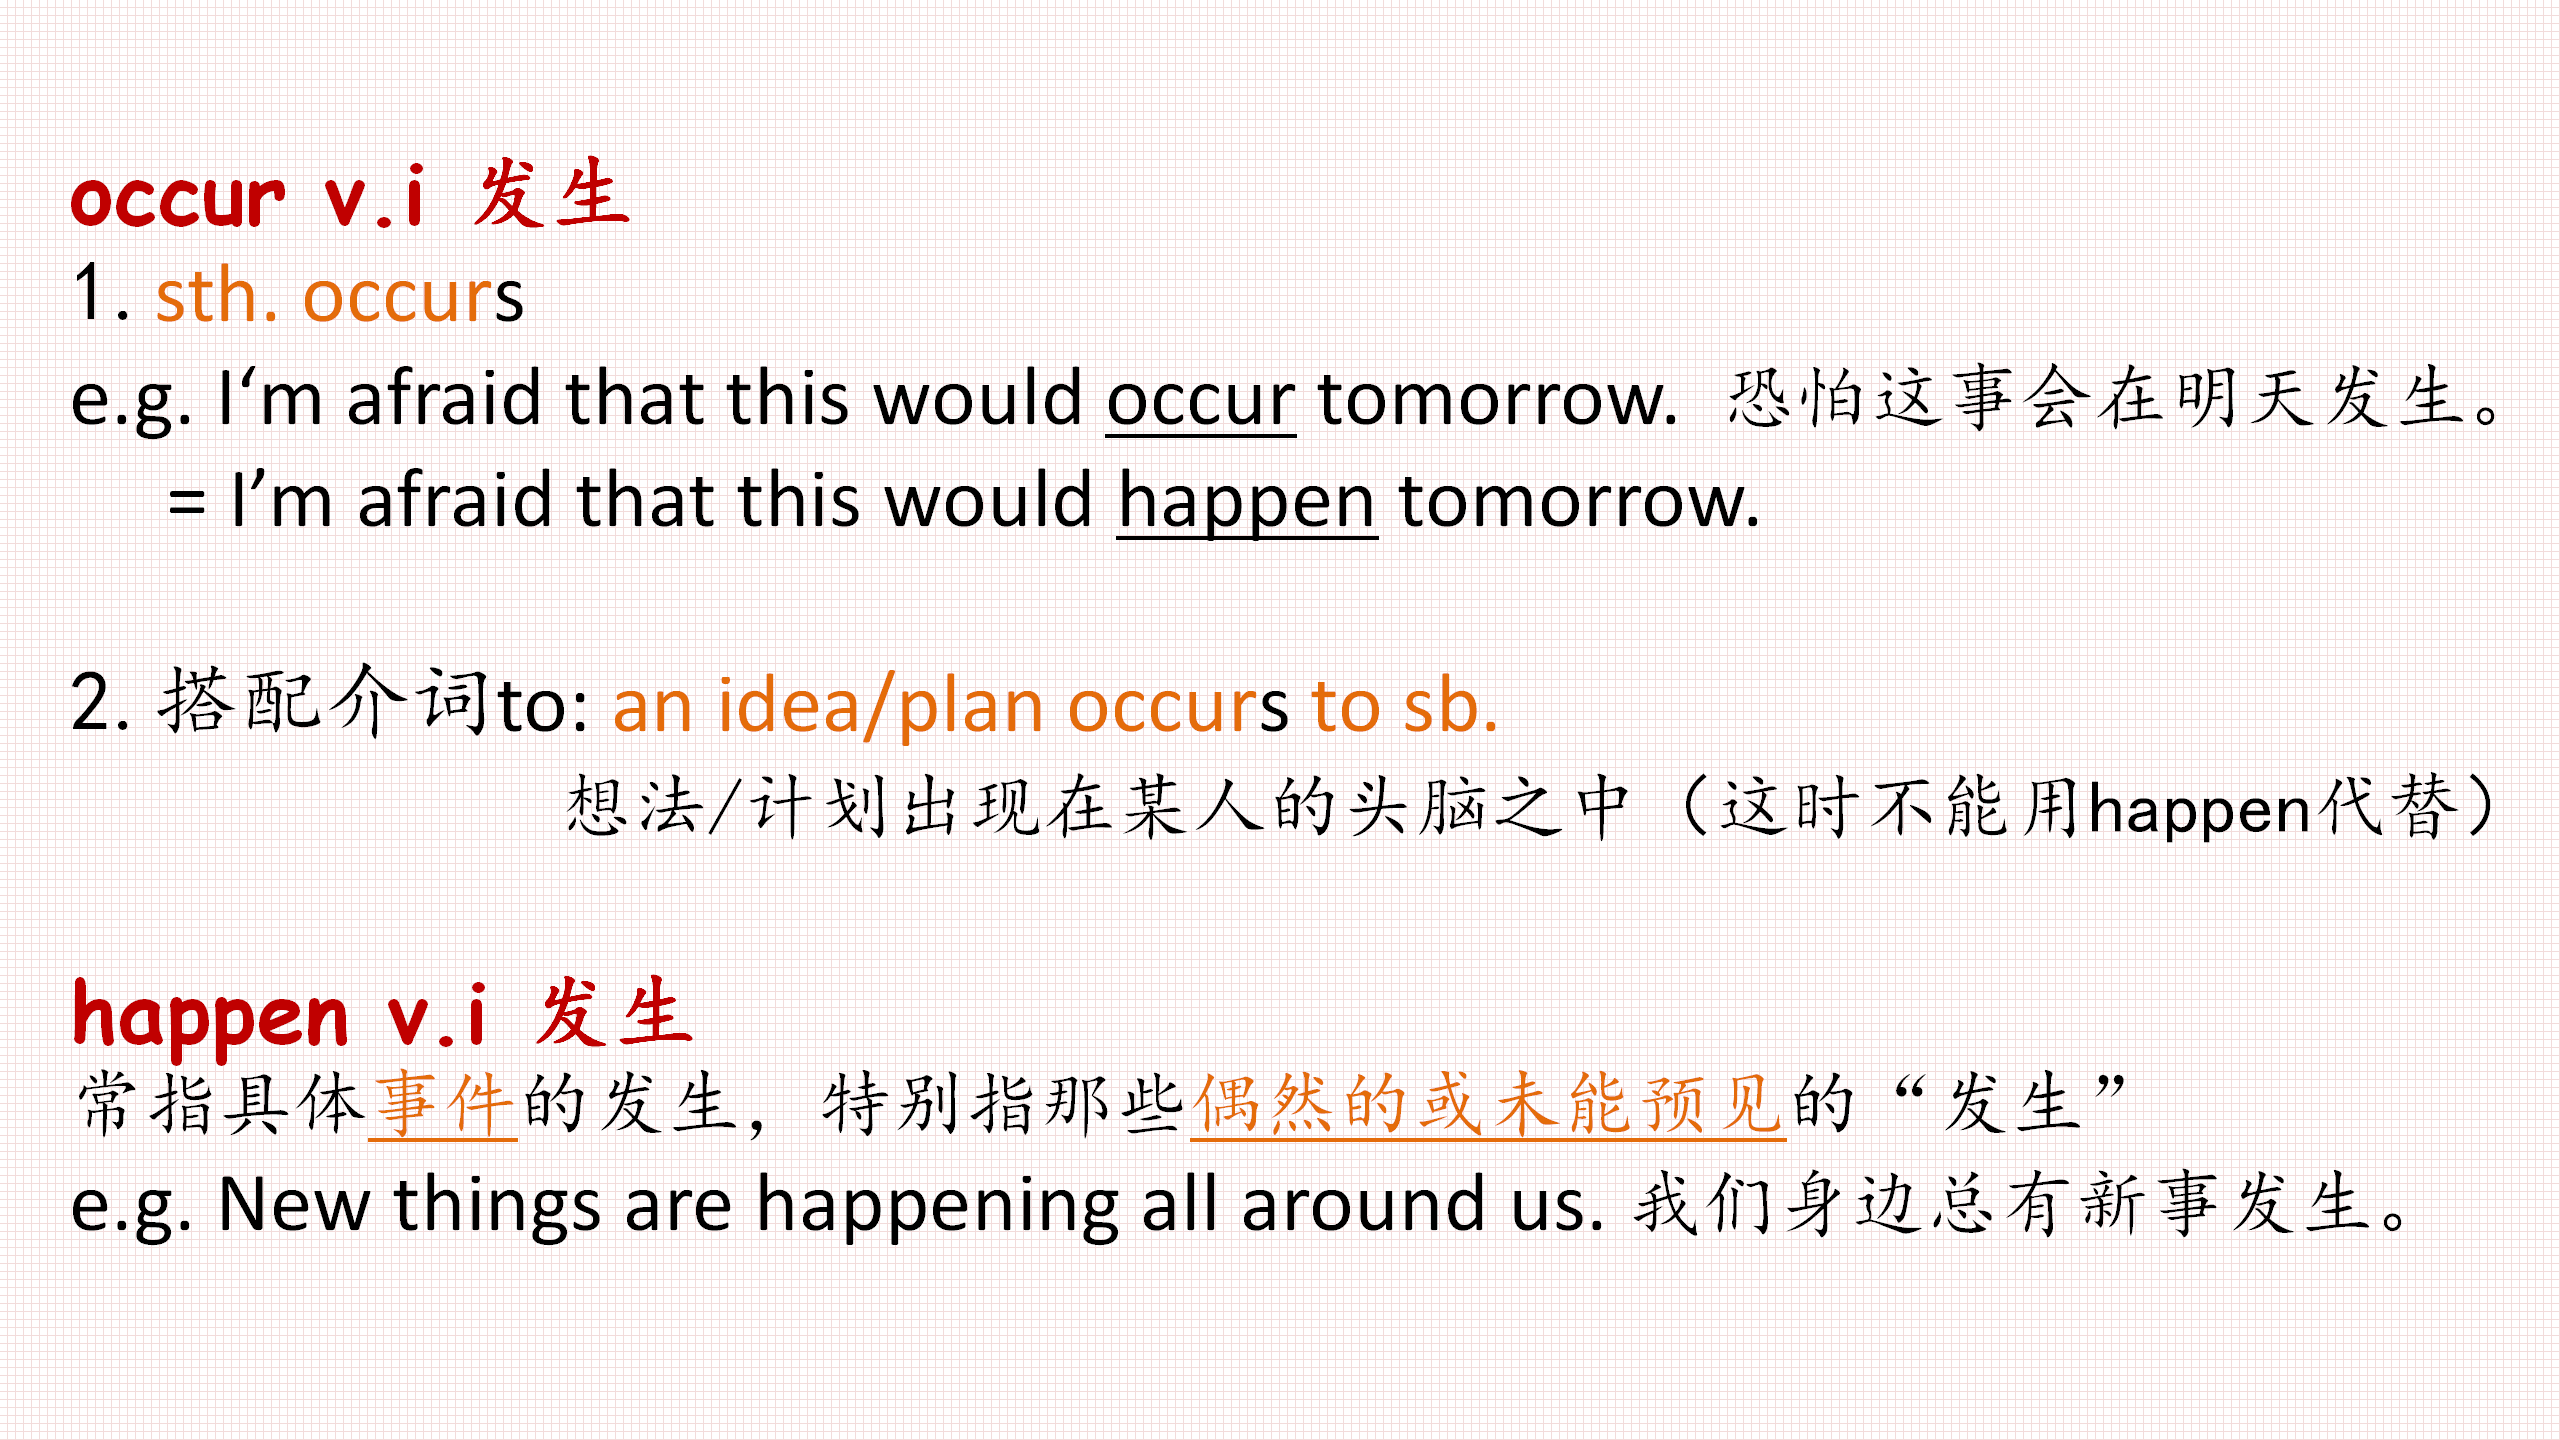 occur v.i 发生
1. sth. occurs
e.g. I‘m afraid that this would occur tomorrow. 恐怕这事会在明天发生。
= I’m afraid that this would happen tomorrow.
2. 搭配介词to: an idea/plan occurs to sb.
想法/计划出现在某人的头脑之中（这时不能用happen代替）
happen v.i 发生
常指具体事件的发生，特别指那些偶然的或未能预见的“发生”
e.g. New things are happening all around us. 我们身边总有新事发生。